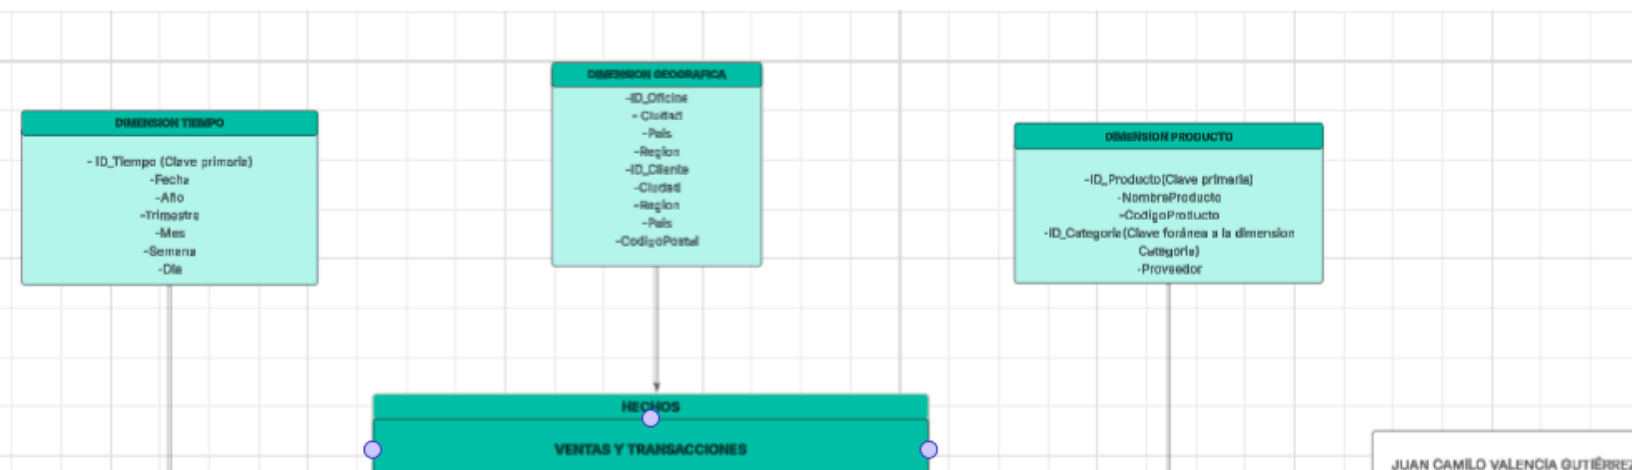 DIMENSION TIEMPO
- ID_Tiempo (Clave primaria)
-Fecha
-Año
-Trimestre
-Mes
-Semana
-Dia
DIMENSION GEOGRAFICA
-ID_Oficina
- Ciudad
-Pais
-Region
-ID_Cliente
-Ciudad
-Region
-Pais
-CodigoPostal
DIMENSION PRODUCTO
-ID_Producto(Clave primaria)
-NombreProducto
-CodigoProducto
-ID_Categoria(Clave foránea a la dimension
Categoria)
-Proveedor
HECHOS
VENTAS Y TRANSACCIONES
JUAN CAMILO VALENCIA GUTIÉRREZ